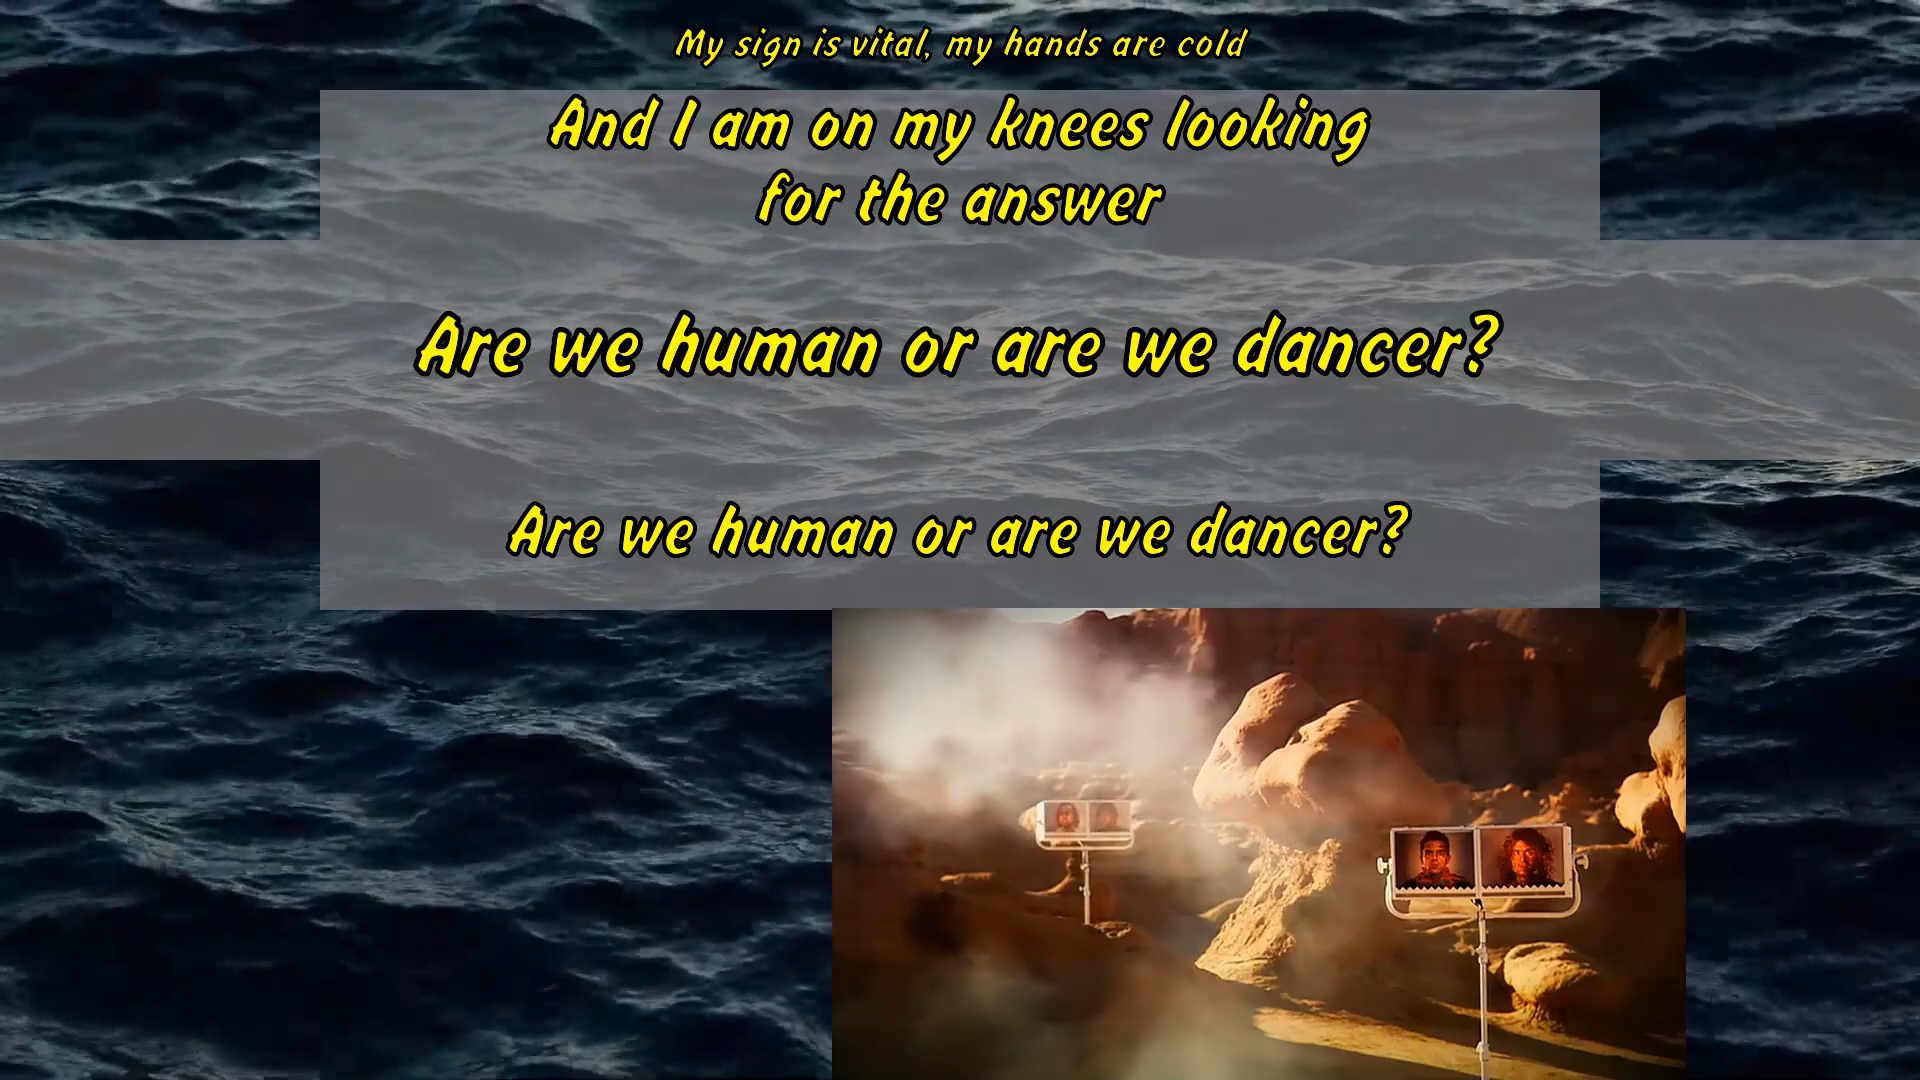 My sign is vital, my hands are cold
And I am on my knees looking
for the answer
Are we human or are we dancer?
Are we human or are we dancer?